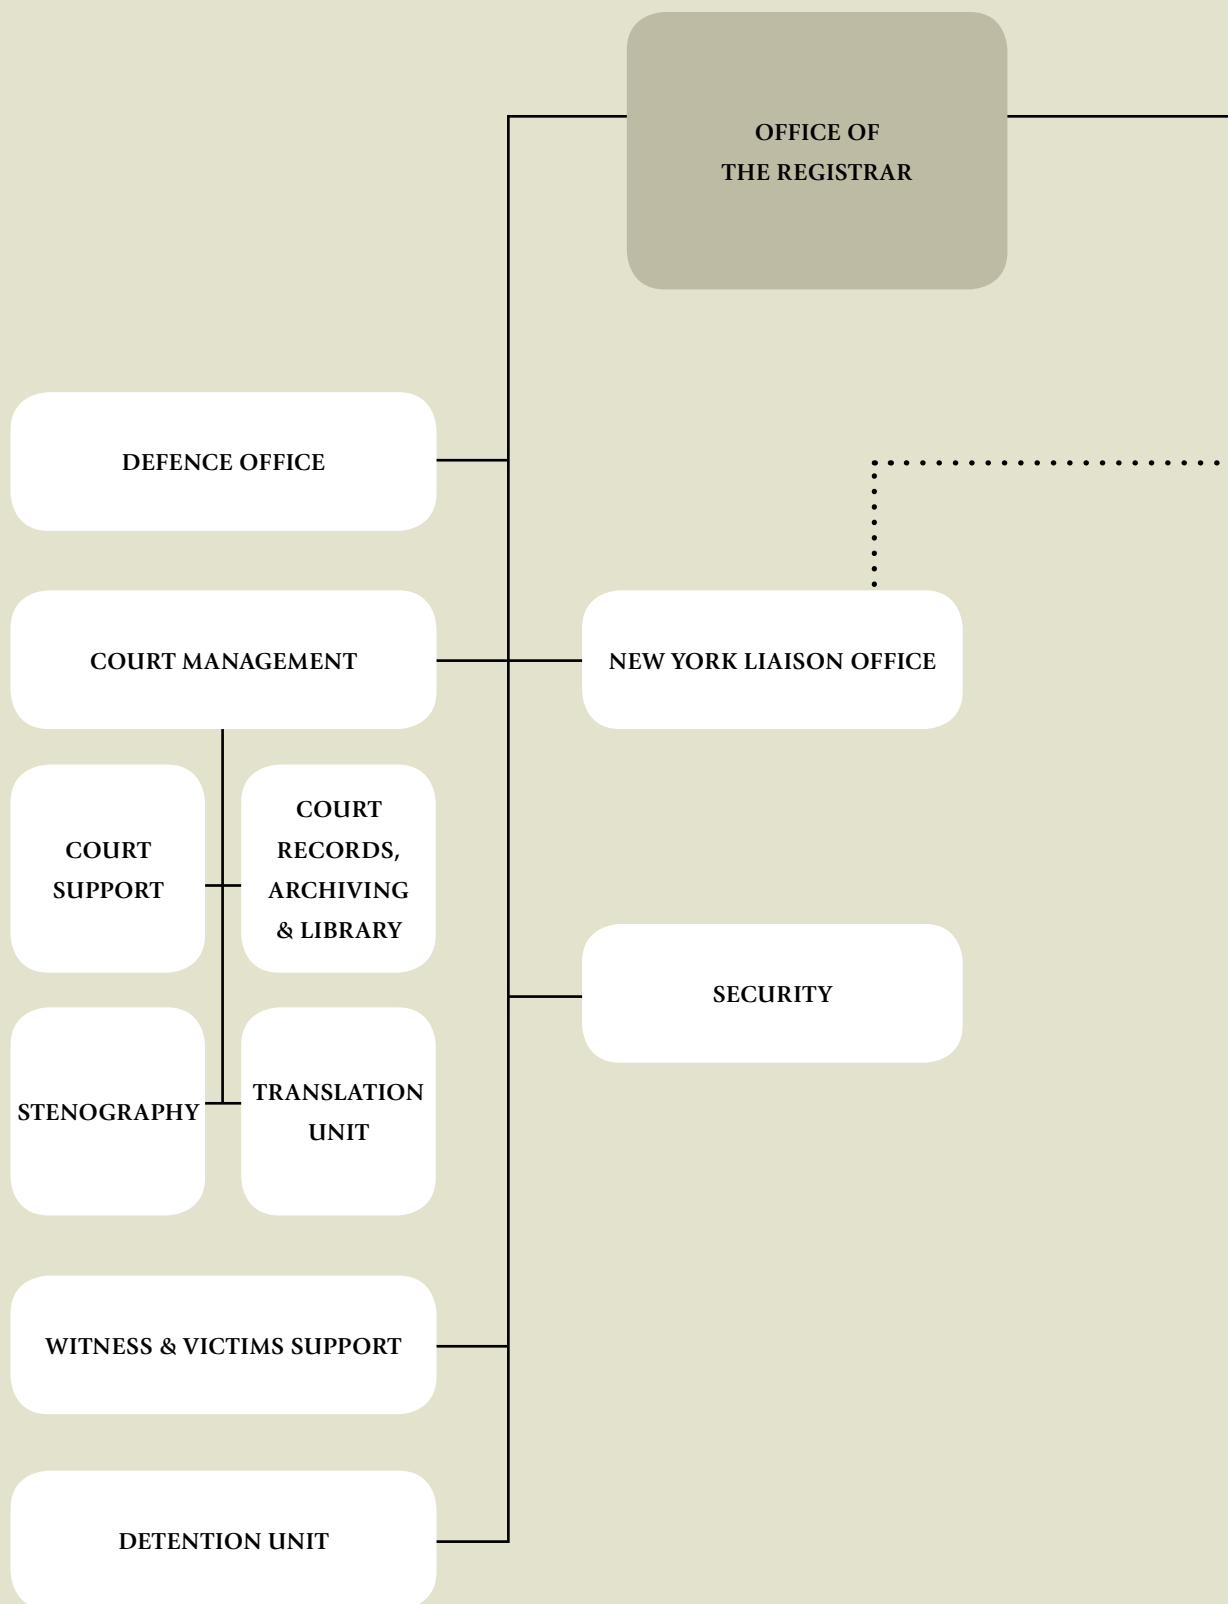 OFFICE OF
THE REGISTRAR
DEFENCE OFFICE
COURT MANAGEMENT
NEW YORK LIAISON OFFICE
COURT
SUPPORT
COURT
RECORDS,
ARCHIVING
& LIBRARY
SECURITY
STENOGRAPHY
TRANSLATION
UNIT
WITNESS & VICTIMS SUPPORT
DETENTION UNIT